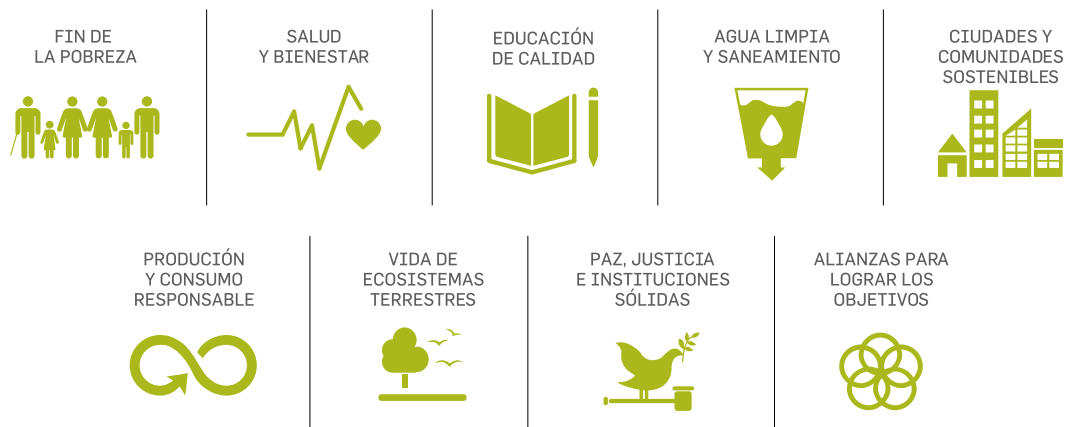 FIN DE
LA POBREZA
SALUD
Y BIENESTAR
EDUCACIÓN
DE CALIDAD
AGUA LIMPIA
Y SANEAMIENTO
CIUDADES Y
COMUNIDADES
SOSTENIBLES
PRODUCIÓN
Y CONSUMO
RESPONSABLE
VIDA DE
ECOSISTEMAS
TERRESTRES
PAZ, JUSTICIA
E INSTITUCIONES
SÓLIDAS
ALIANZAS PARA
LOGRAR LOS
OBJETIVOS